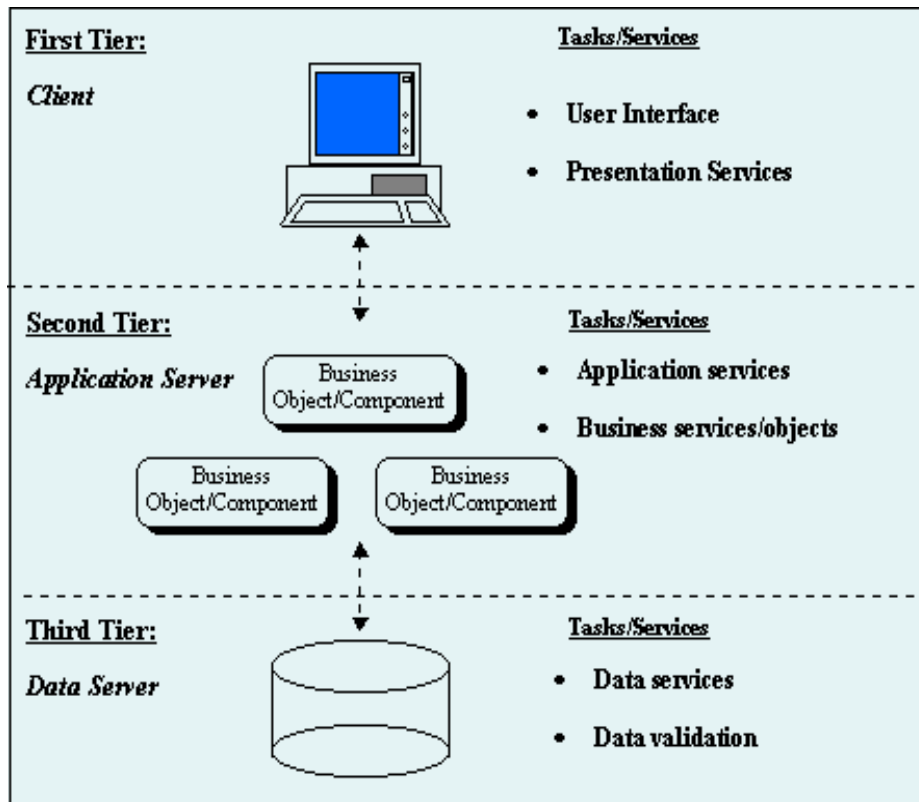 First Tier:
Tasks/Services
Client
• User Interface
• Presentation Services
Second Tier:
Tasks/Services
Application Server
Business
Object/Component
• Application services
• Business services/objects
Business
Object/Component
Business
Object/Component
Third Tier:
Tasks/Services
Data Server
• Data services
• Data validation